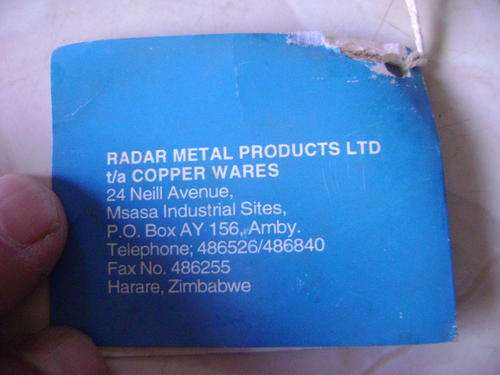 RADAR METAL PRODUCTS LTD
t/a COPPER WARES
24 Neill Avenue,
Msasa Industrial Sites,
P.O. Box AY 156, Amby.
Telephone; 486526/486840
Fax No. 486255
Harare, Zimbabwe